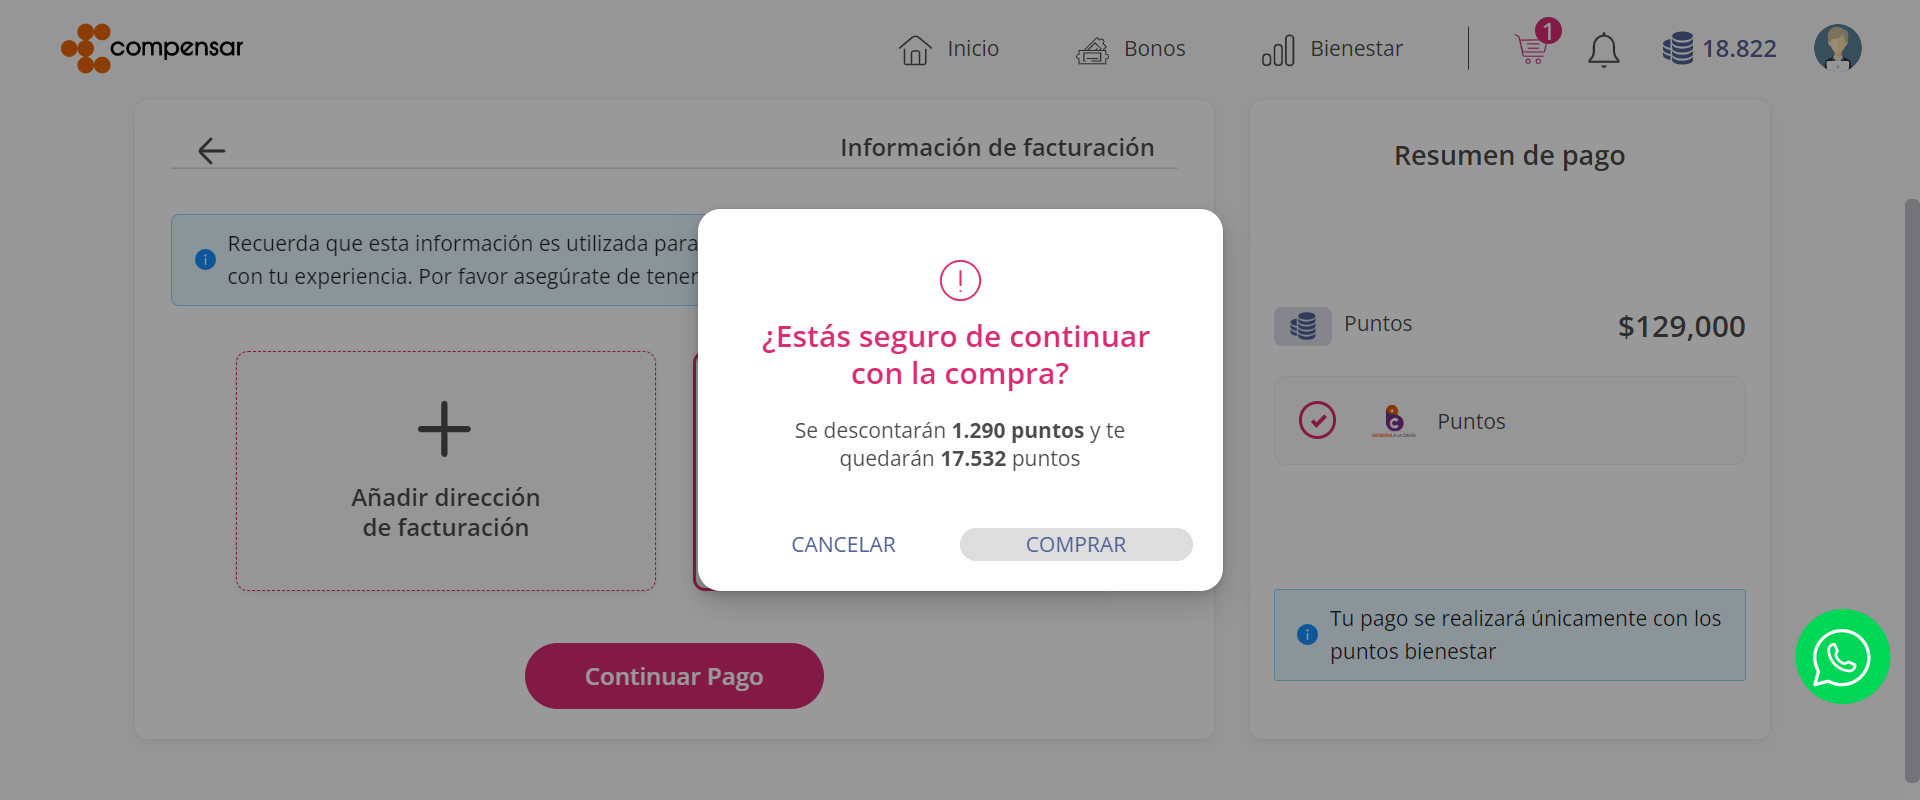 compensar
Inicio
Bonos
Bienestar
1
18.822
Información de facturación
Recuerda que esta información es utilizada para
con tu experiencia. Por favor asegúrate de tener
Añadir dirección
de facturación
Continuar Pago
¿Estás seguro de continuar
con la compra?
Se descontarán 1.290 puntos y te
quedarán 17.532 puntos
CANCELAR
COMPRAR
Resumen de pago
Puntos
$129,000
Puntos
Tu pago se realizará únicamente con los
puntos bienestar